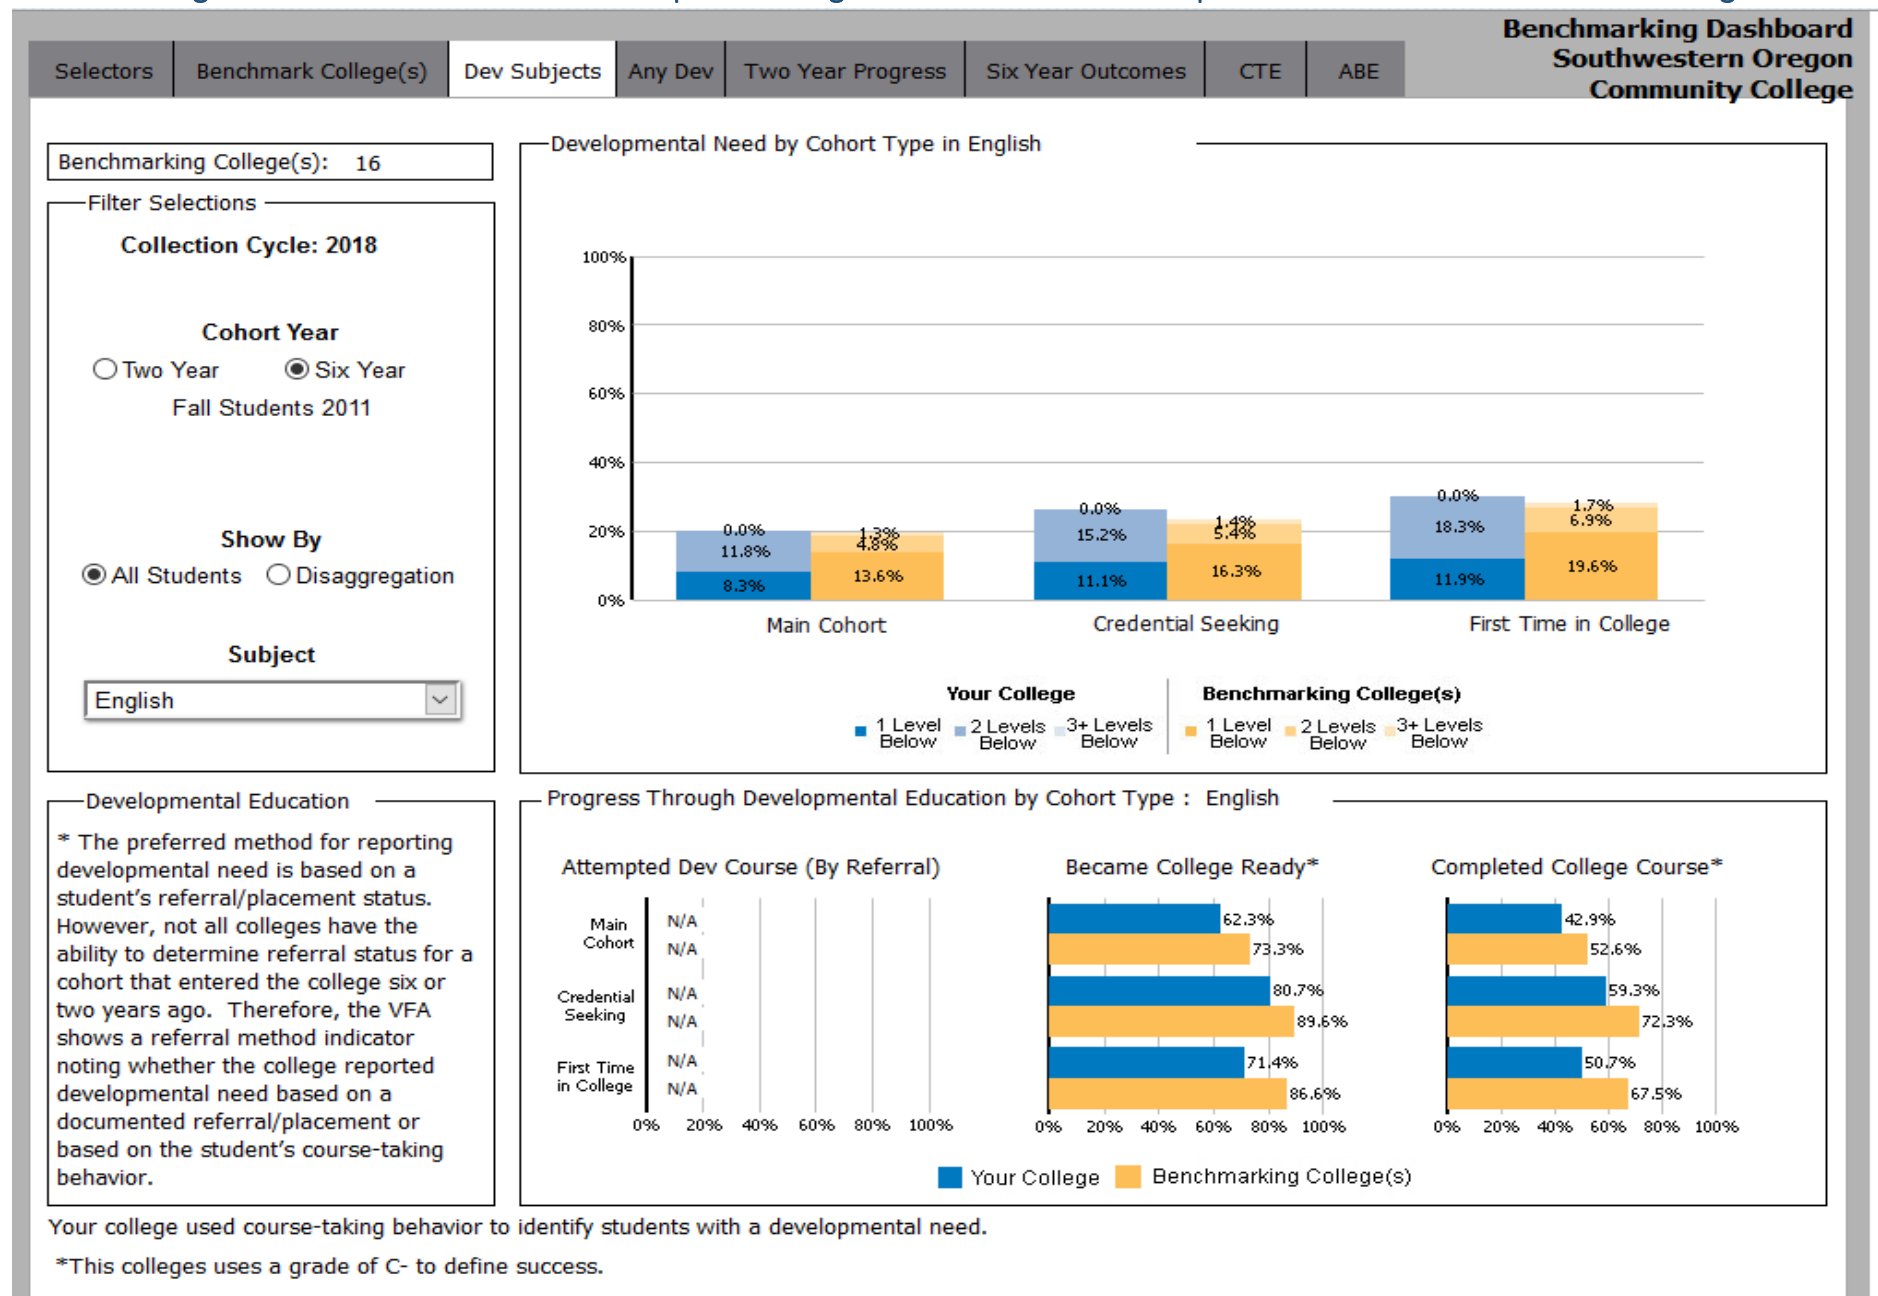 Benchmarking Dashboard
Southwestern Oregon
Community College
Selectors
Benchmark College(s)
Dev Subjects
Any Dev
Two Year Progress
Six Year Outcomes
CTE
ABE
Benchmarking College(s): 16
Filter Selections
Collection Cycle: 2018
Cohort Year
Two Year
Six Year
Fall Students 2011
Show By
All Students
Disaggregation
Subject
English
Developmental Need by Cohort Type in English
100%
80%
60%
40%
20%
0%
0.0%
11.8%
8.3%
1.3%
4.8%
13.6%
0.0%
15.2%
11.1%
1.4%
5.4%
16.3%
0.0%
18.3%
11.9%
1.7%
6.9%
19.6%
Main Cohort
Credential Seeking
First Time in College
Your College
1 Level
Below
2 Levels
Below
3+ Levels
Below
Benchmarking College(s)
1 Level
Below
2 Levels
Below
3+ Levels
Below
Developmental Education
* The preferred method for reporting
developmental need is based on a
student's referral/placement status.
However, not all colleges have the
ability to determine referral status for a
cohort that entered the college six or
two years ago. Therefore, the VFA
shows a referral method indicator
noting whether the college reported
developmental need based on a
documented referral/placement or
based on the student's course-taking
behavior.
Progress Through Developmental Education by Cohort Type : English
Attempted Dev Course (By Referral)
Main
Cohort
N/A
N/A
Credential
Seeking
N/A
N/A
First Time
in College
N/A
N/A
0% 20% 40% 60% 80% 100%
Became College Ready*
62.3%
73.3%
80.7%
89.6%
71.4%
86.6%
0% 20% 40% 60% 80% 100%
Completed College Course*
42.9%
52.6%
59.3%
72.3%
50.7%
67.5%
0% 20% 40% 60% 80% 100%
Your College
Benchmarking College(s)
Your college used course-taking behavior to identify students with a developmental need.
*This colleges uses a grade of C- to define success.